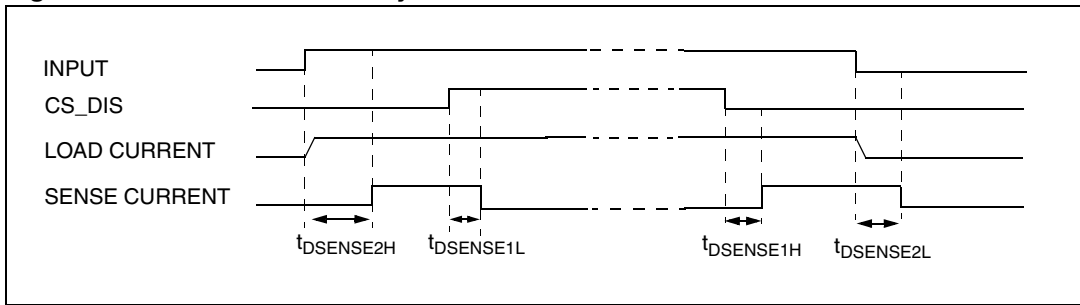 INPUT
CS_DIS
LOAD CURRENT
SENSE CURRENT
tDSENSE2H tDSENSE1L tDSENSE1H tDSENSE2L